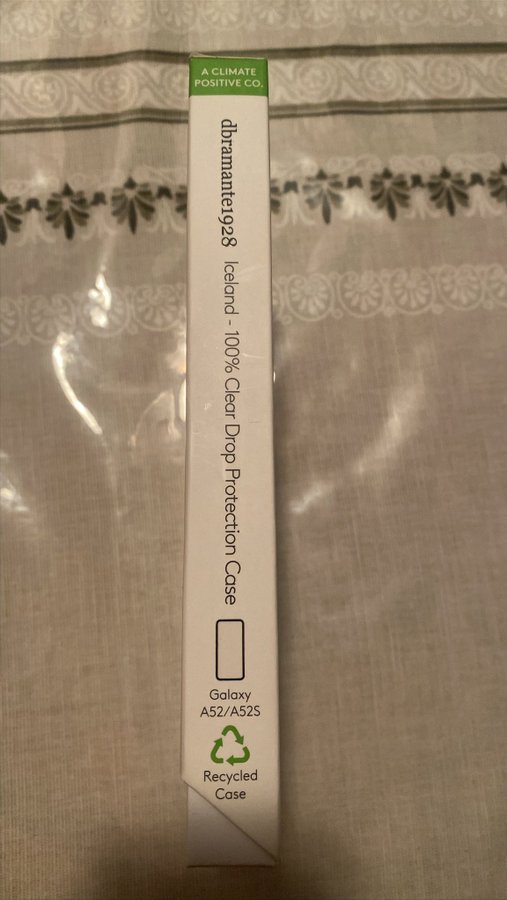 A CLIMATE
POSITIVE CO.
dbramante1928 Iceland - 100% Clear Drop Protection Case
Galaxy
A52/A52S
Recycled
Case